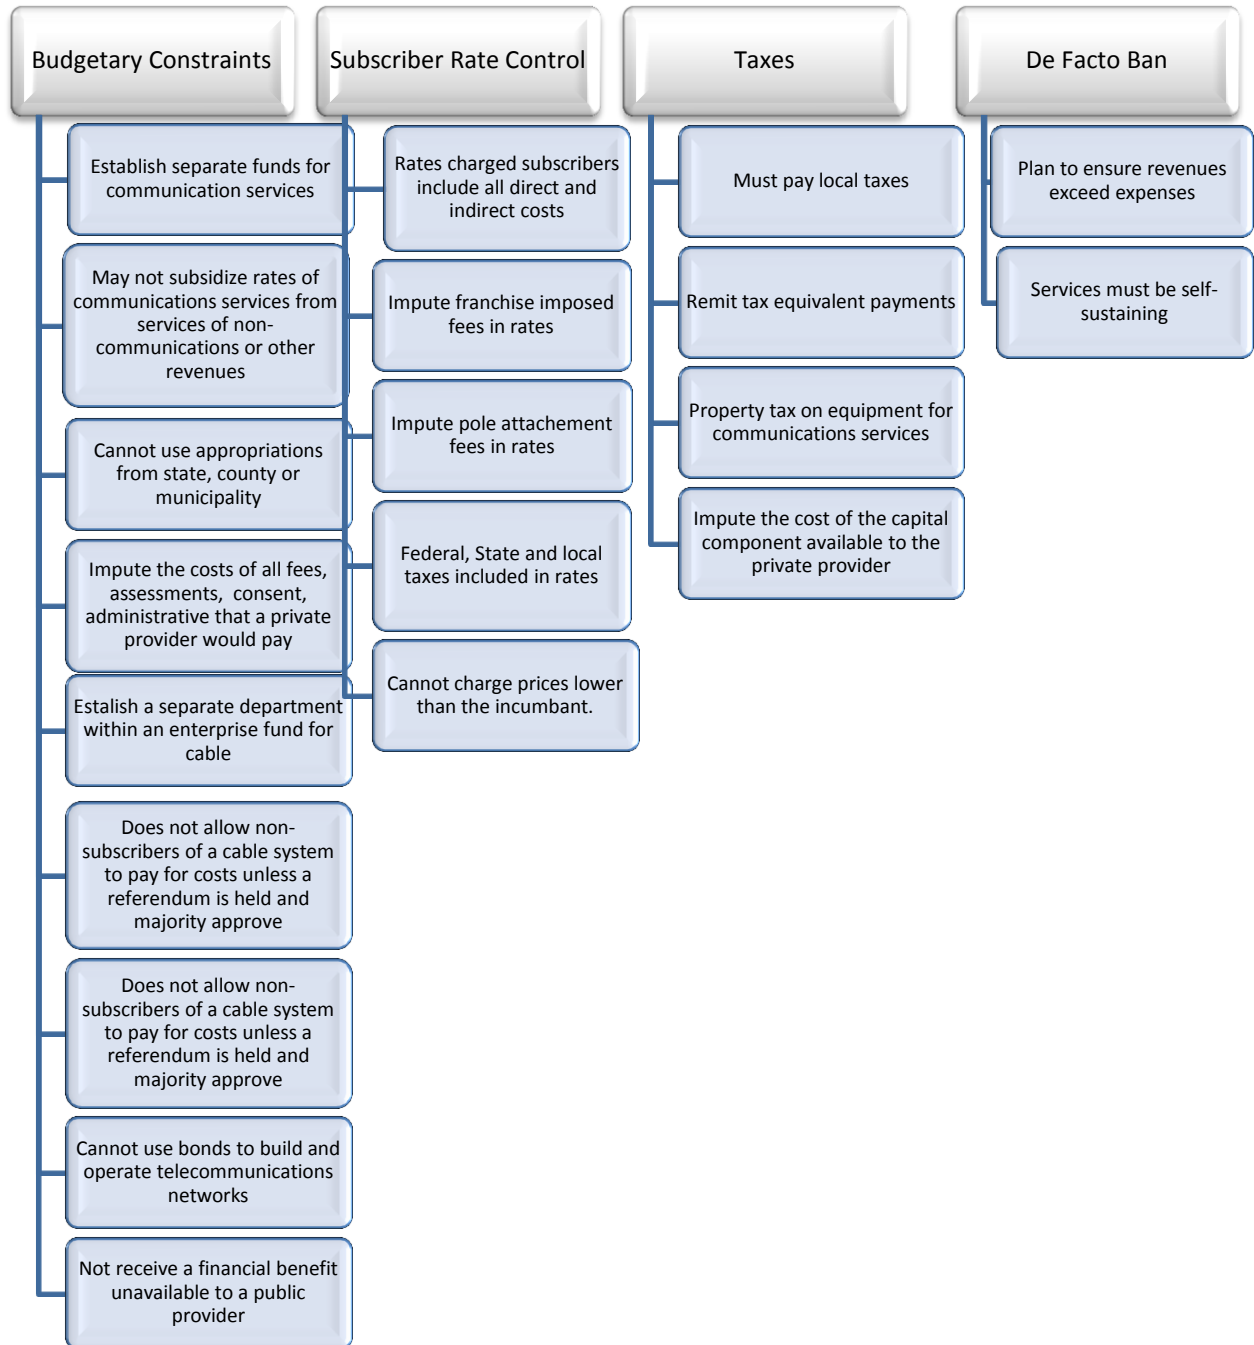 Budgetary Constraints
Establish separate funds for
communication services
May not subsidize rates of
communications services from
services of non-
communications or other
revenues
Cannot use appropriations
from state, county or
municipality
Impute the costs of all fees,
assessments,  consent,
administrative that a private
provider would pay
Estalish a separate department
within an enterprise fund for
cable
Does not allow non-
subscribers of a cable system
to pay for costs unless a
referendum is held and
majority approve
Does not allow non-
subscribers of a cable system
to pay for costs unless a
referendum is held and
majority approve
Cannot use bonds to build and
operate telecommunications
networks
Not receive a financial benefit
unavailable to a public
provider
Subscriber Rate Control
Rates charged subscribers
include all direct and
indirect costs
Impute franchise imposed
fees in rates
Impute pole attachement
fees in rates
Federal, State and local
taxes included in rates
Cannot charge prices lower
than the incumbant.
Taxes
Must pay local taxes
Remit tax equivalent payments
Property tax on equipment for
communications services
Impute the cost of the capital
component available to the
private provider
De Facto Ban
Plan to ensure revenues
exceed expenses
Services must be self-
sustaining